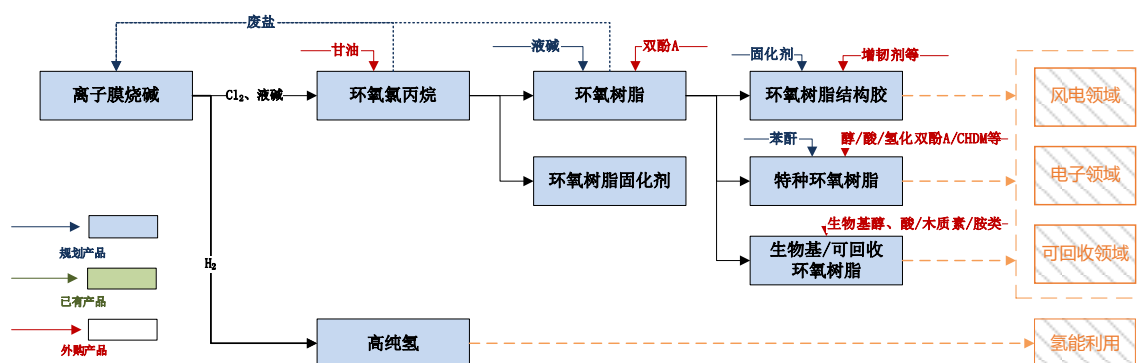 废盐
甘油
液碱
双酚A
固化剂
增韧剂等
离子膜烧碱
Cl₂、液碱
环氧氯丙烷
环氧树脂
环氧树脂结构胶
风电领域
苯酐
醇/酸/氢化双酚A/CHDM等
环氧树脂固化剂
特种环氧树脂
电子领域
生物基醇、酸/木质素/胺类
规划产品
H₂
生物基/可回收
环氧树脂
可回收领域
已有产品
外购产品
高纯氢
氢能利用